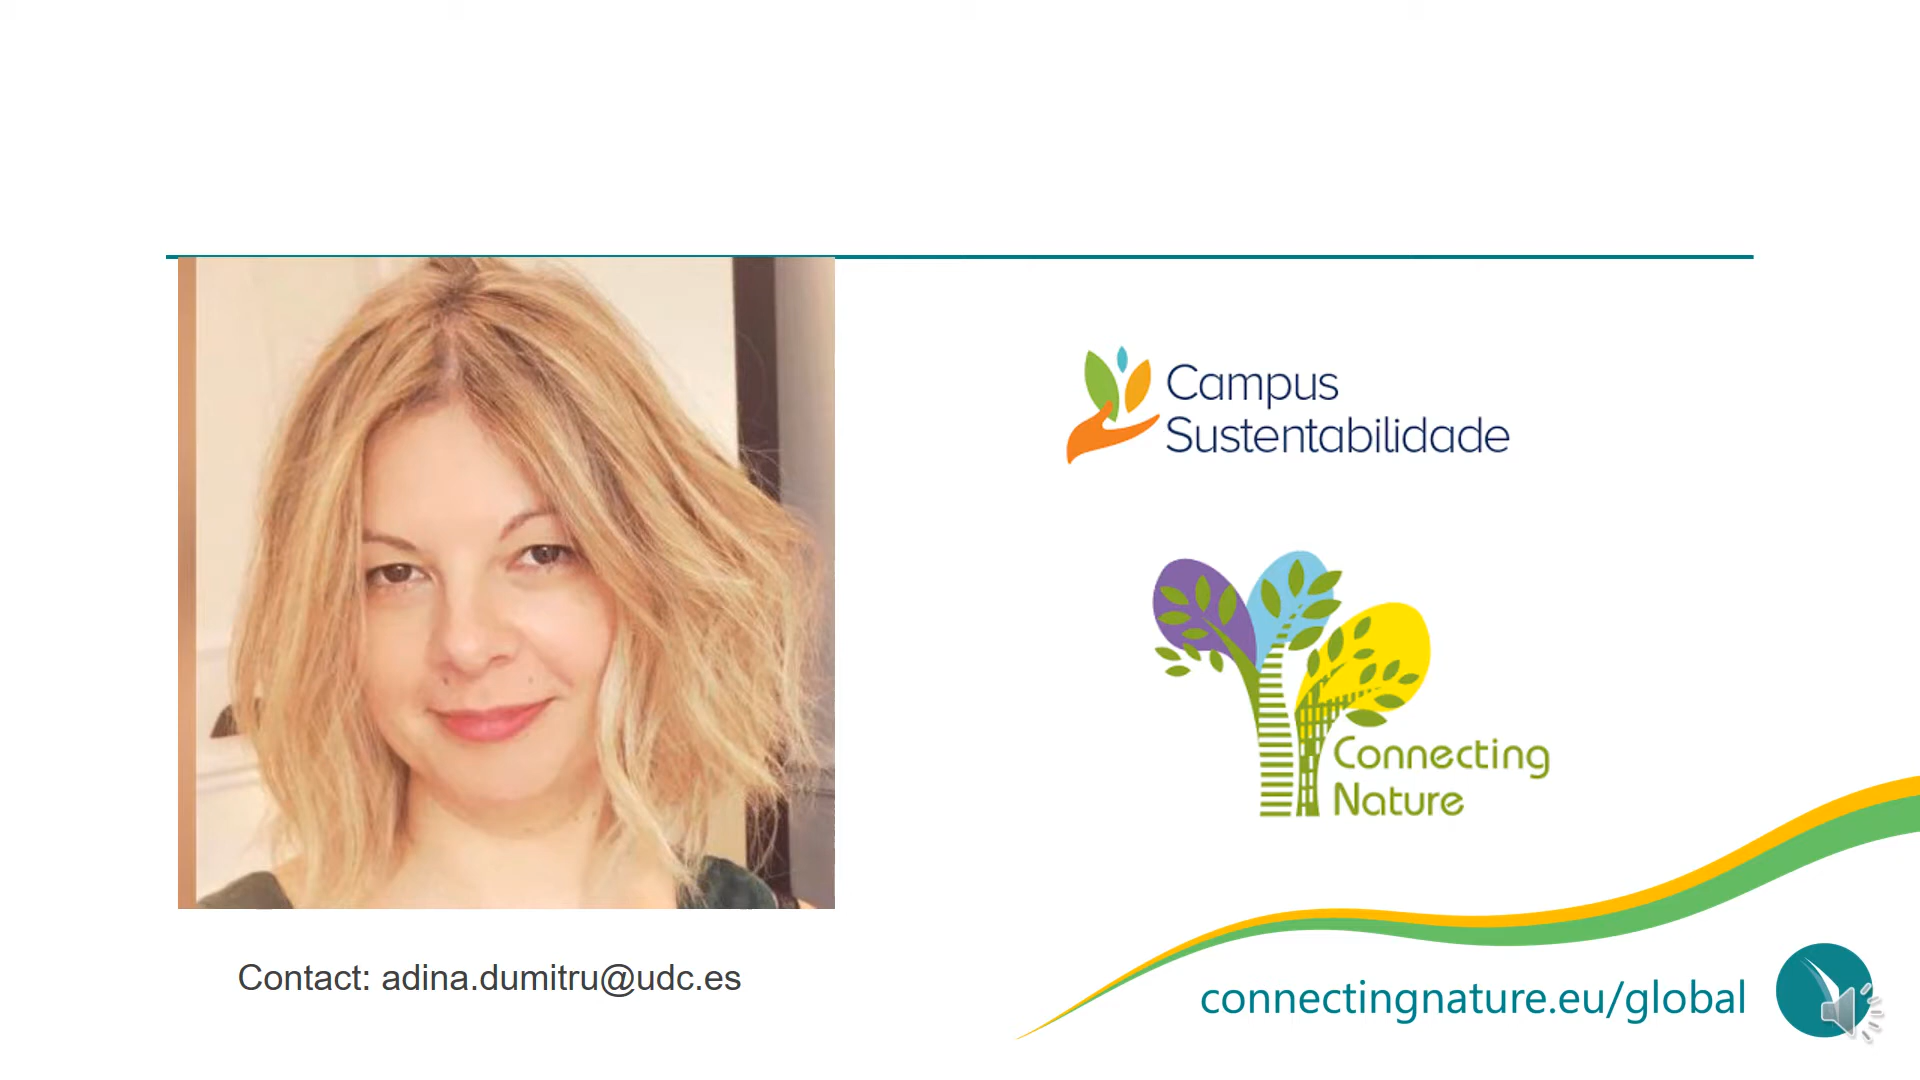 Campus
Sustentabilidade
Connecting
Nature
Contact: adina.dumitru@udc.es
connectingnature.eu/global